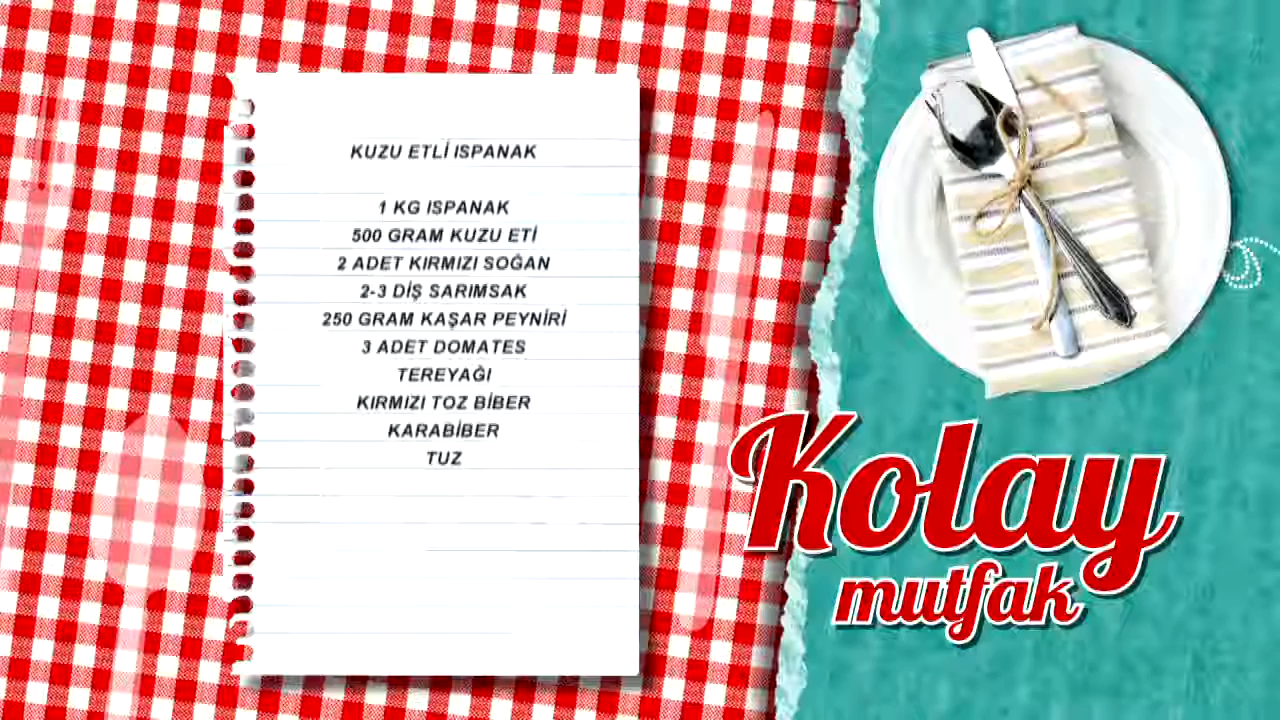 KUZU ETLİ ISPANAK
1 KG ISPANAK
500 GRAM KUZU ETİ
2 ADET KIRMIZI SOĞAN
2-3 DİŞ SARIMSAK
250 GRAM KAŞAR PEYNİRİ
3 ADET DOMATES
TEREYAĞI
KIRMIZI TOZ BİBER
KARABİBER
TUZ
Kolay
mutfak